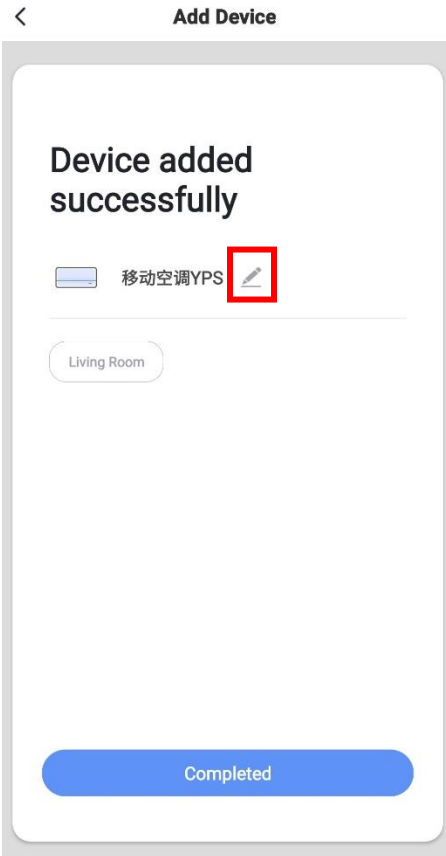 Add Device
Device added
successfully
移动空调YPS
Living Room
Completed